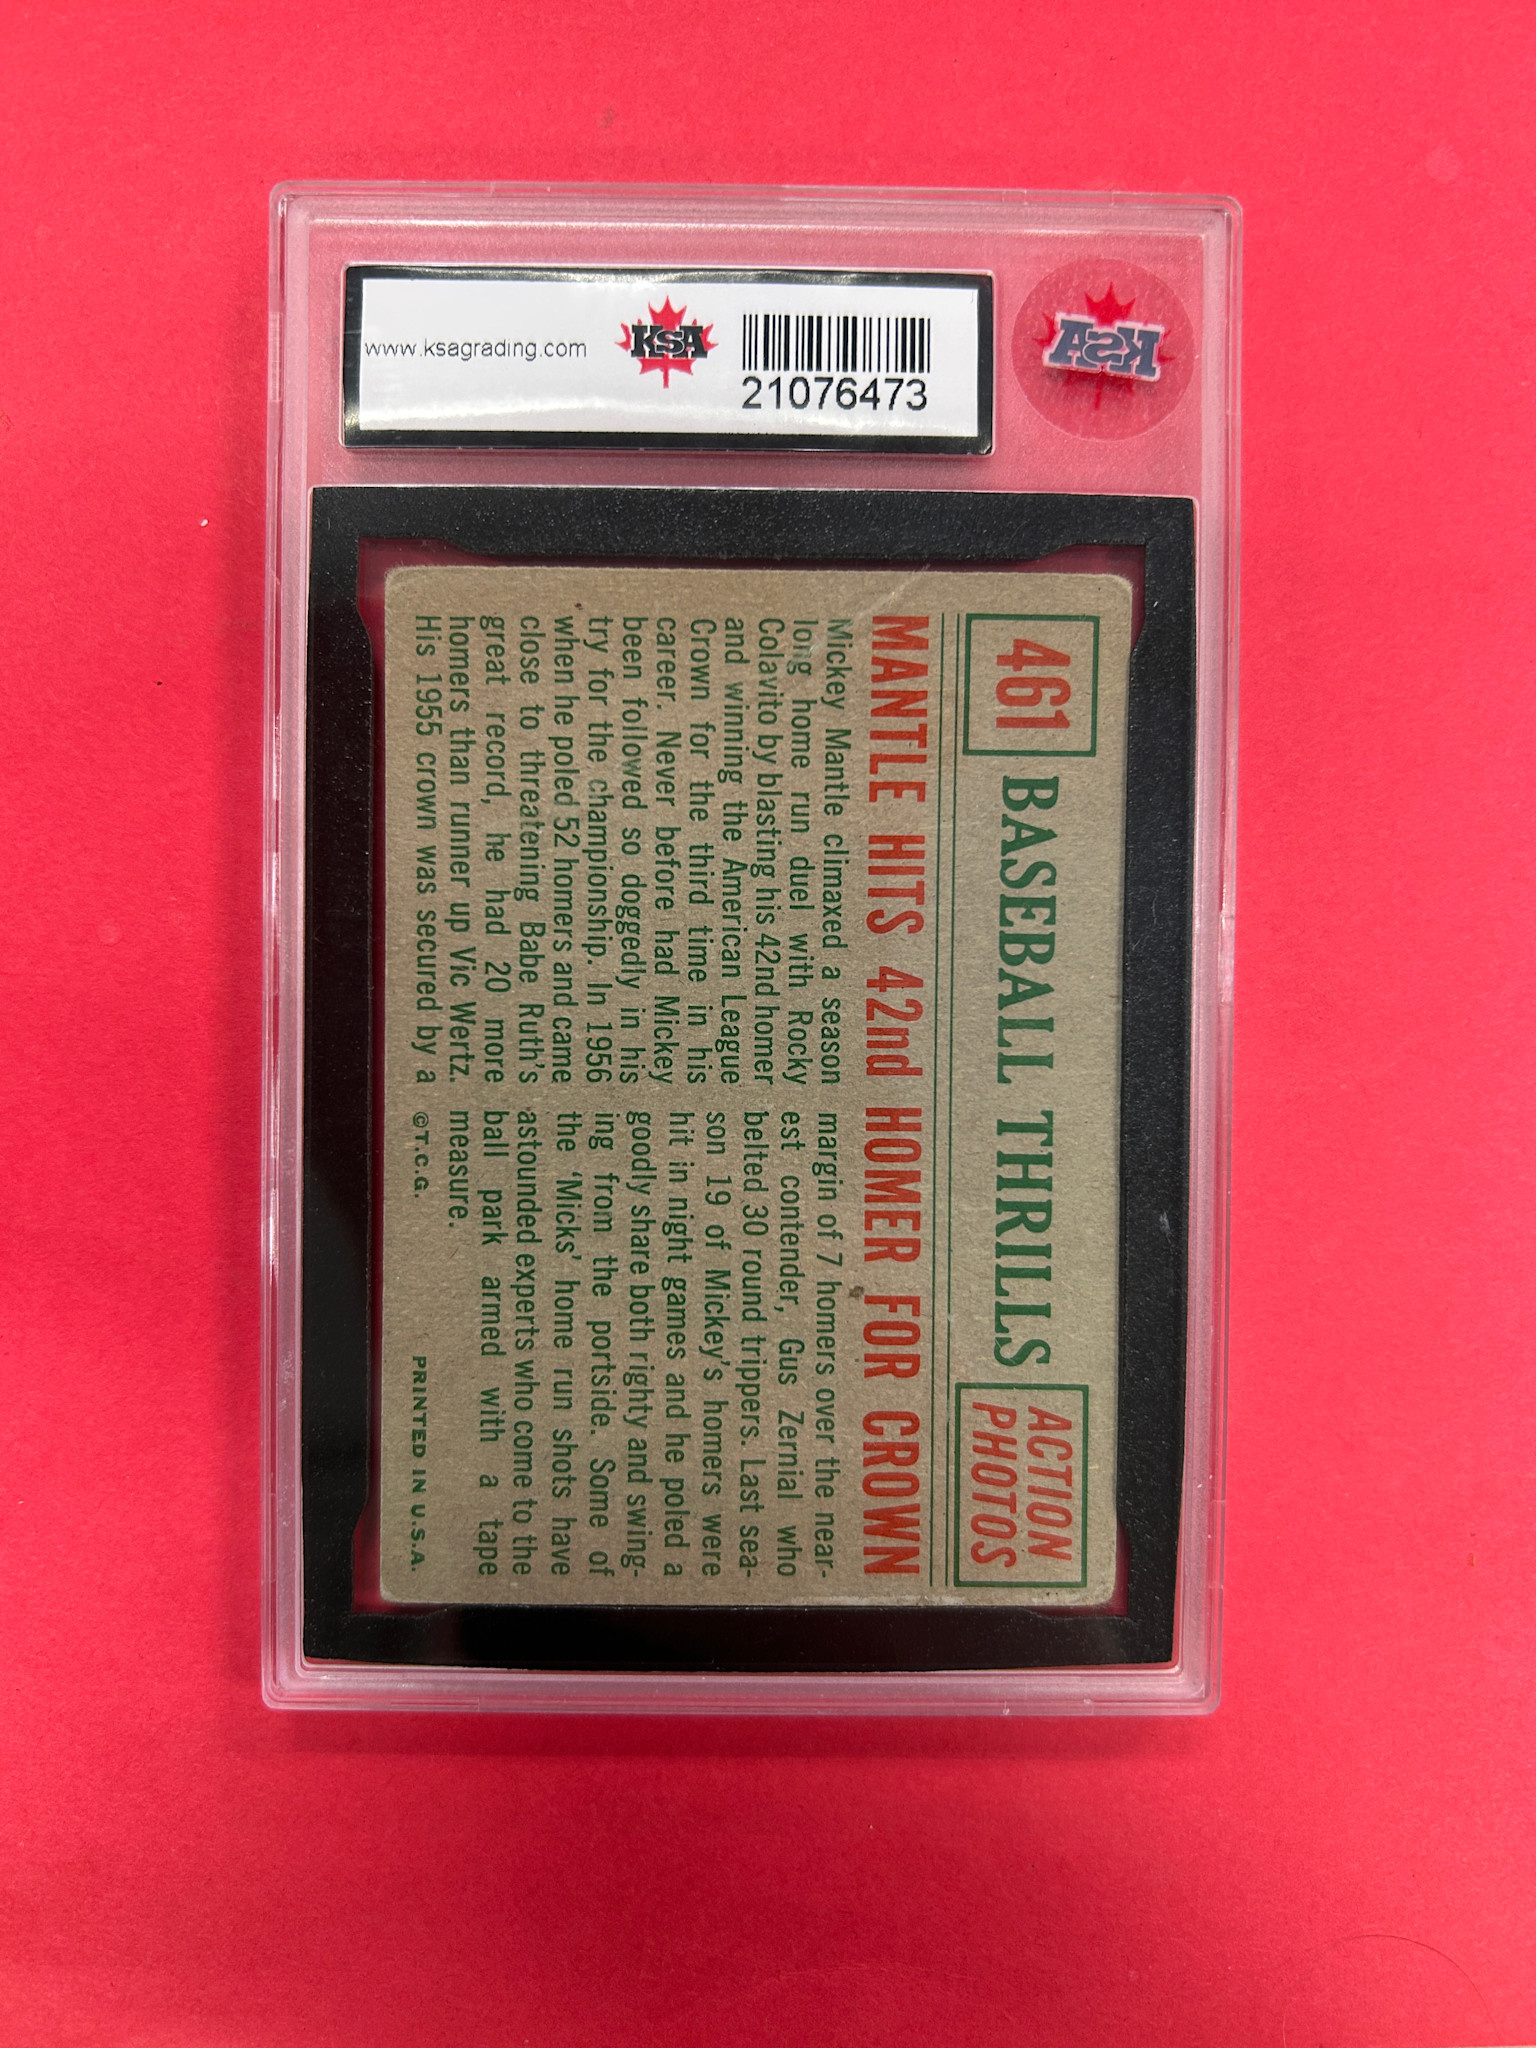 www.ksagrading.com
KSA
21076473
KSA
461
BASEBALL THRILLS
ACTION
PHOTOS
MANTLE HITS 42nd HOMER FOR CROWN
Mickey Mantle climaxed a season
long home run duel with Rocky
Colavito by blasting his 42nd homer
and winning the American League
Crown for the third time in his
career. Never before had Mickey
been followed so doggedly in his
try for the championship. In 1956
when he poled 52 homers and came
close to threatening Babe Ruth's
great record, he had 20 more
homers than runner up Vic Wertz.
His 1955 crown was secured by a
margin of 7 homers over the near-
est contender, Gus Zernial who
belted 30 round trippers. Last sea-
son 19 of Mickey's homers were
hit in night games and he poled a
goodly share both righty and swing-
ing from the portside. Some of
the 'Micks' home run shots have
astounded experts who come to the
ball park armed with a tape
measure.
©T.C.G.
PRINTED IN U.S.A.